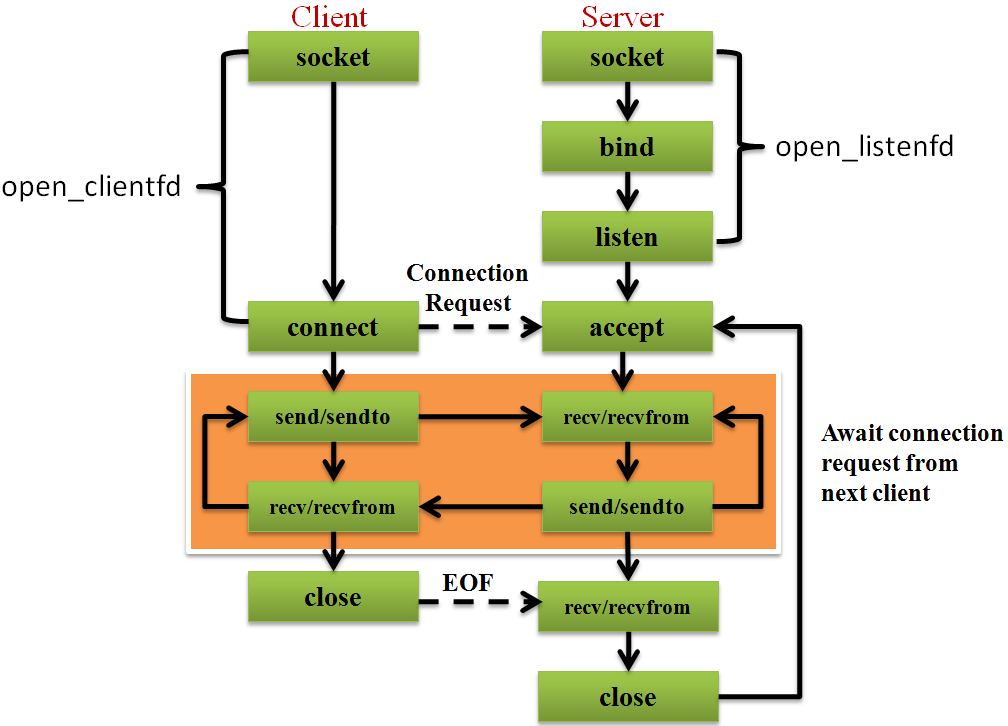 Client
Server
socket
socket
bind
open_listenfd
open_clientfd
listen
Connection
Request
connect
accept
send/sendto
recv/recvfrom
Await connection
request from
next client
recv/recvfrom
send/sendto
close
EOF
recv/recvfrom
close